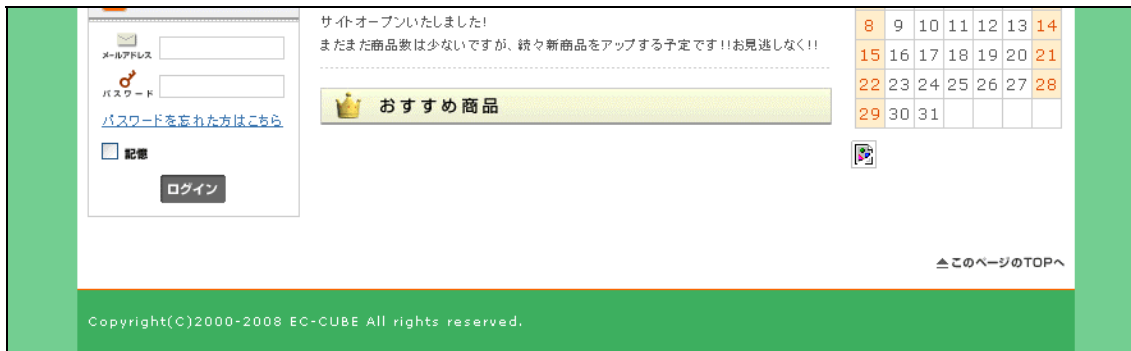 メールアドレス
パスワード
パスワードを忘れた方はこちら
記憶
ログイン
サイトオープンいたしました!
まだまだ商品数は少ないですが、続々新商品をアップする予定です!!お見逃しなく!!
おすすめ商品
8 9 10 11 12 13 14
15 16 17 18 19 20 21
22 23 24 25 26 27 28
29 30 31
▲このページのTOPへ
Copyright(C)2000-2008 EC-CUBE All rights reserved.